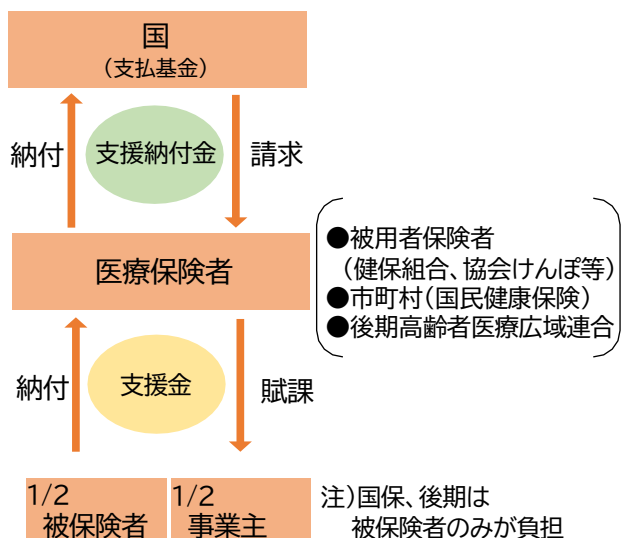 国
（支払基金）
納付
支援納付金
請求
医療保険者
●被用者保険者
（健保組合、協会けんぽ等）
●市町村（国民健康保険）
●後期高齢者医療広域連合
納付
支援金
賦課
1/2
被保険者
1/2
事業主
注）国保、後期は
被保険者のみが負担